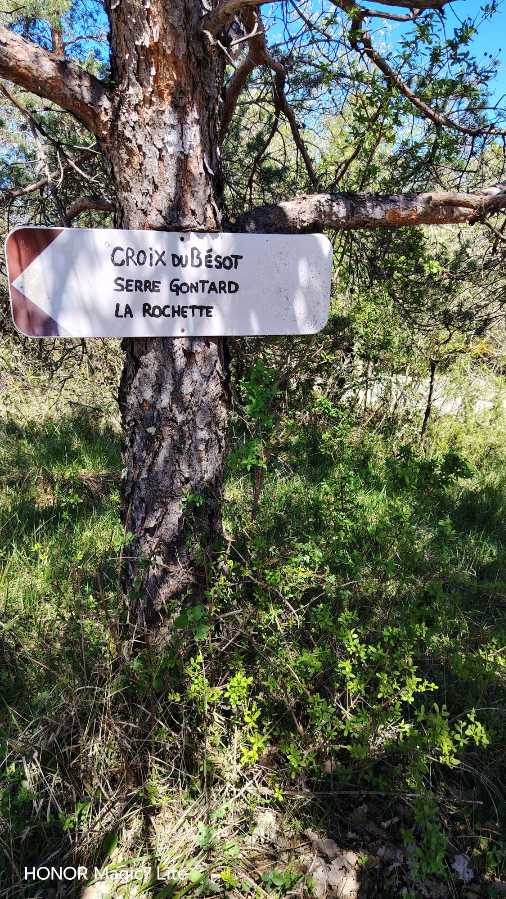 CROIX DU BÉSOT
SERRE GONTARD
LA ROCHETTE
HONOR Magic7 Lite